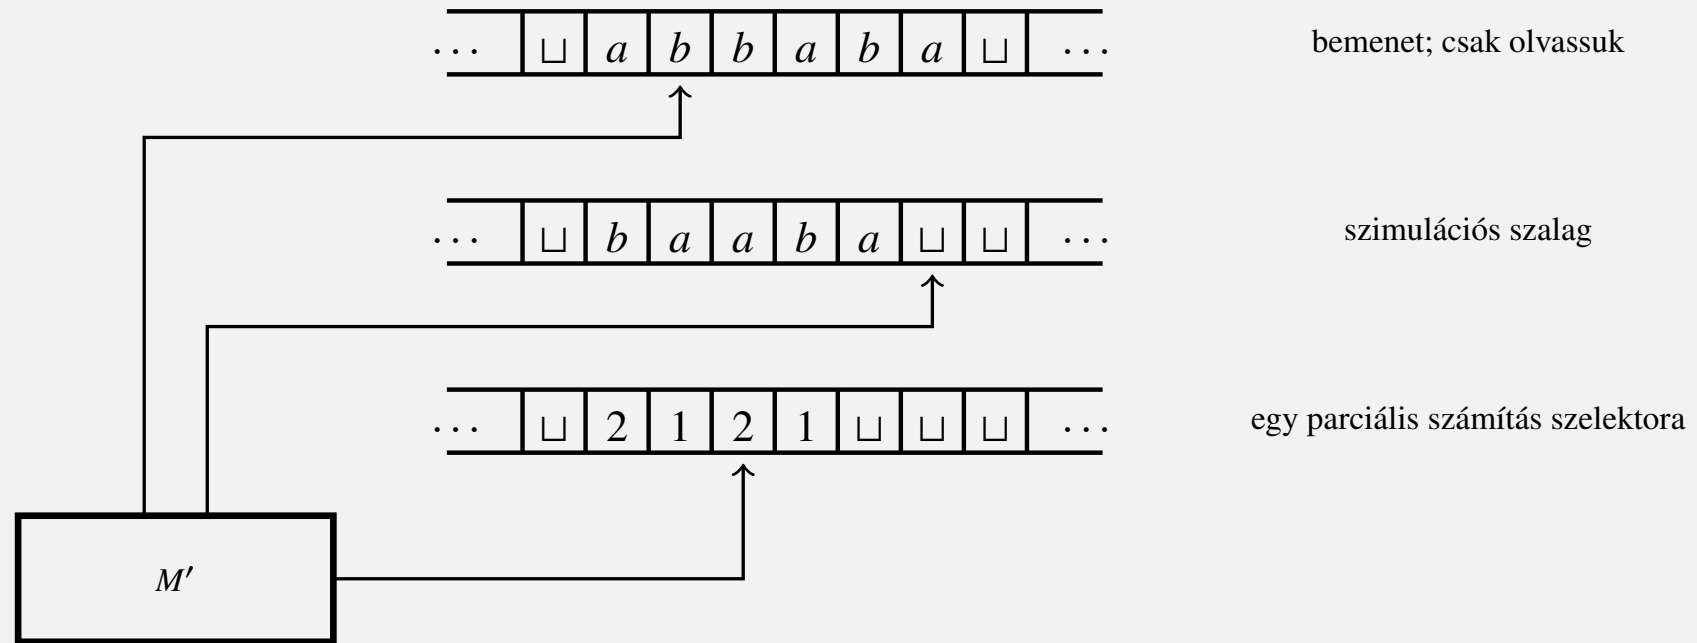 ⋯ ⊔ a b b a b a ⊔ ⋯ bemenet; csak olvassuk
⋯ ⊔ b a a b a ⊔ ⊔ ⋯ szimulációs szalag
⋯ ⊔ 2 1 2 1 ⊔ ⊔ ⊔ ⋯ egy parciális számítás szelektora
M′